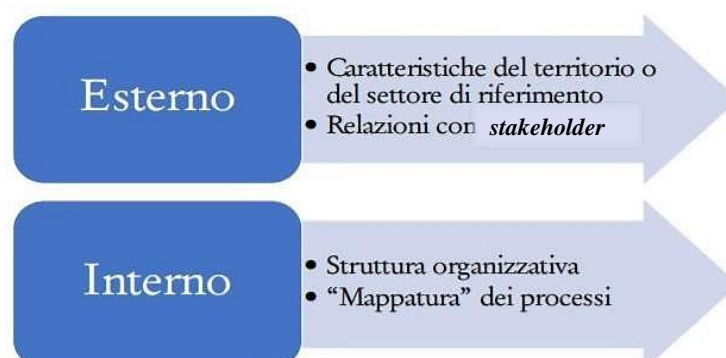 Esterno
• Caratteristiche del territorio o
del settore di riferimento
• Relazioni con stakeholder
Interno
• Struttura organizzativa
• “Mappatura” dei processi